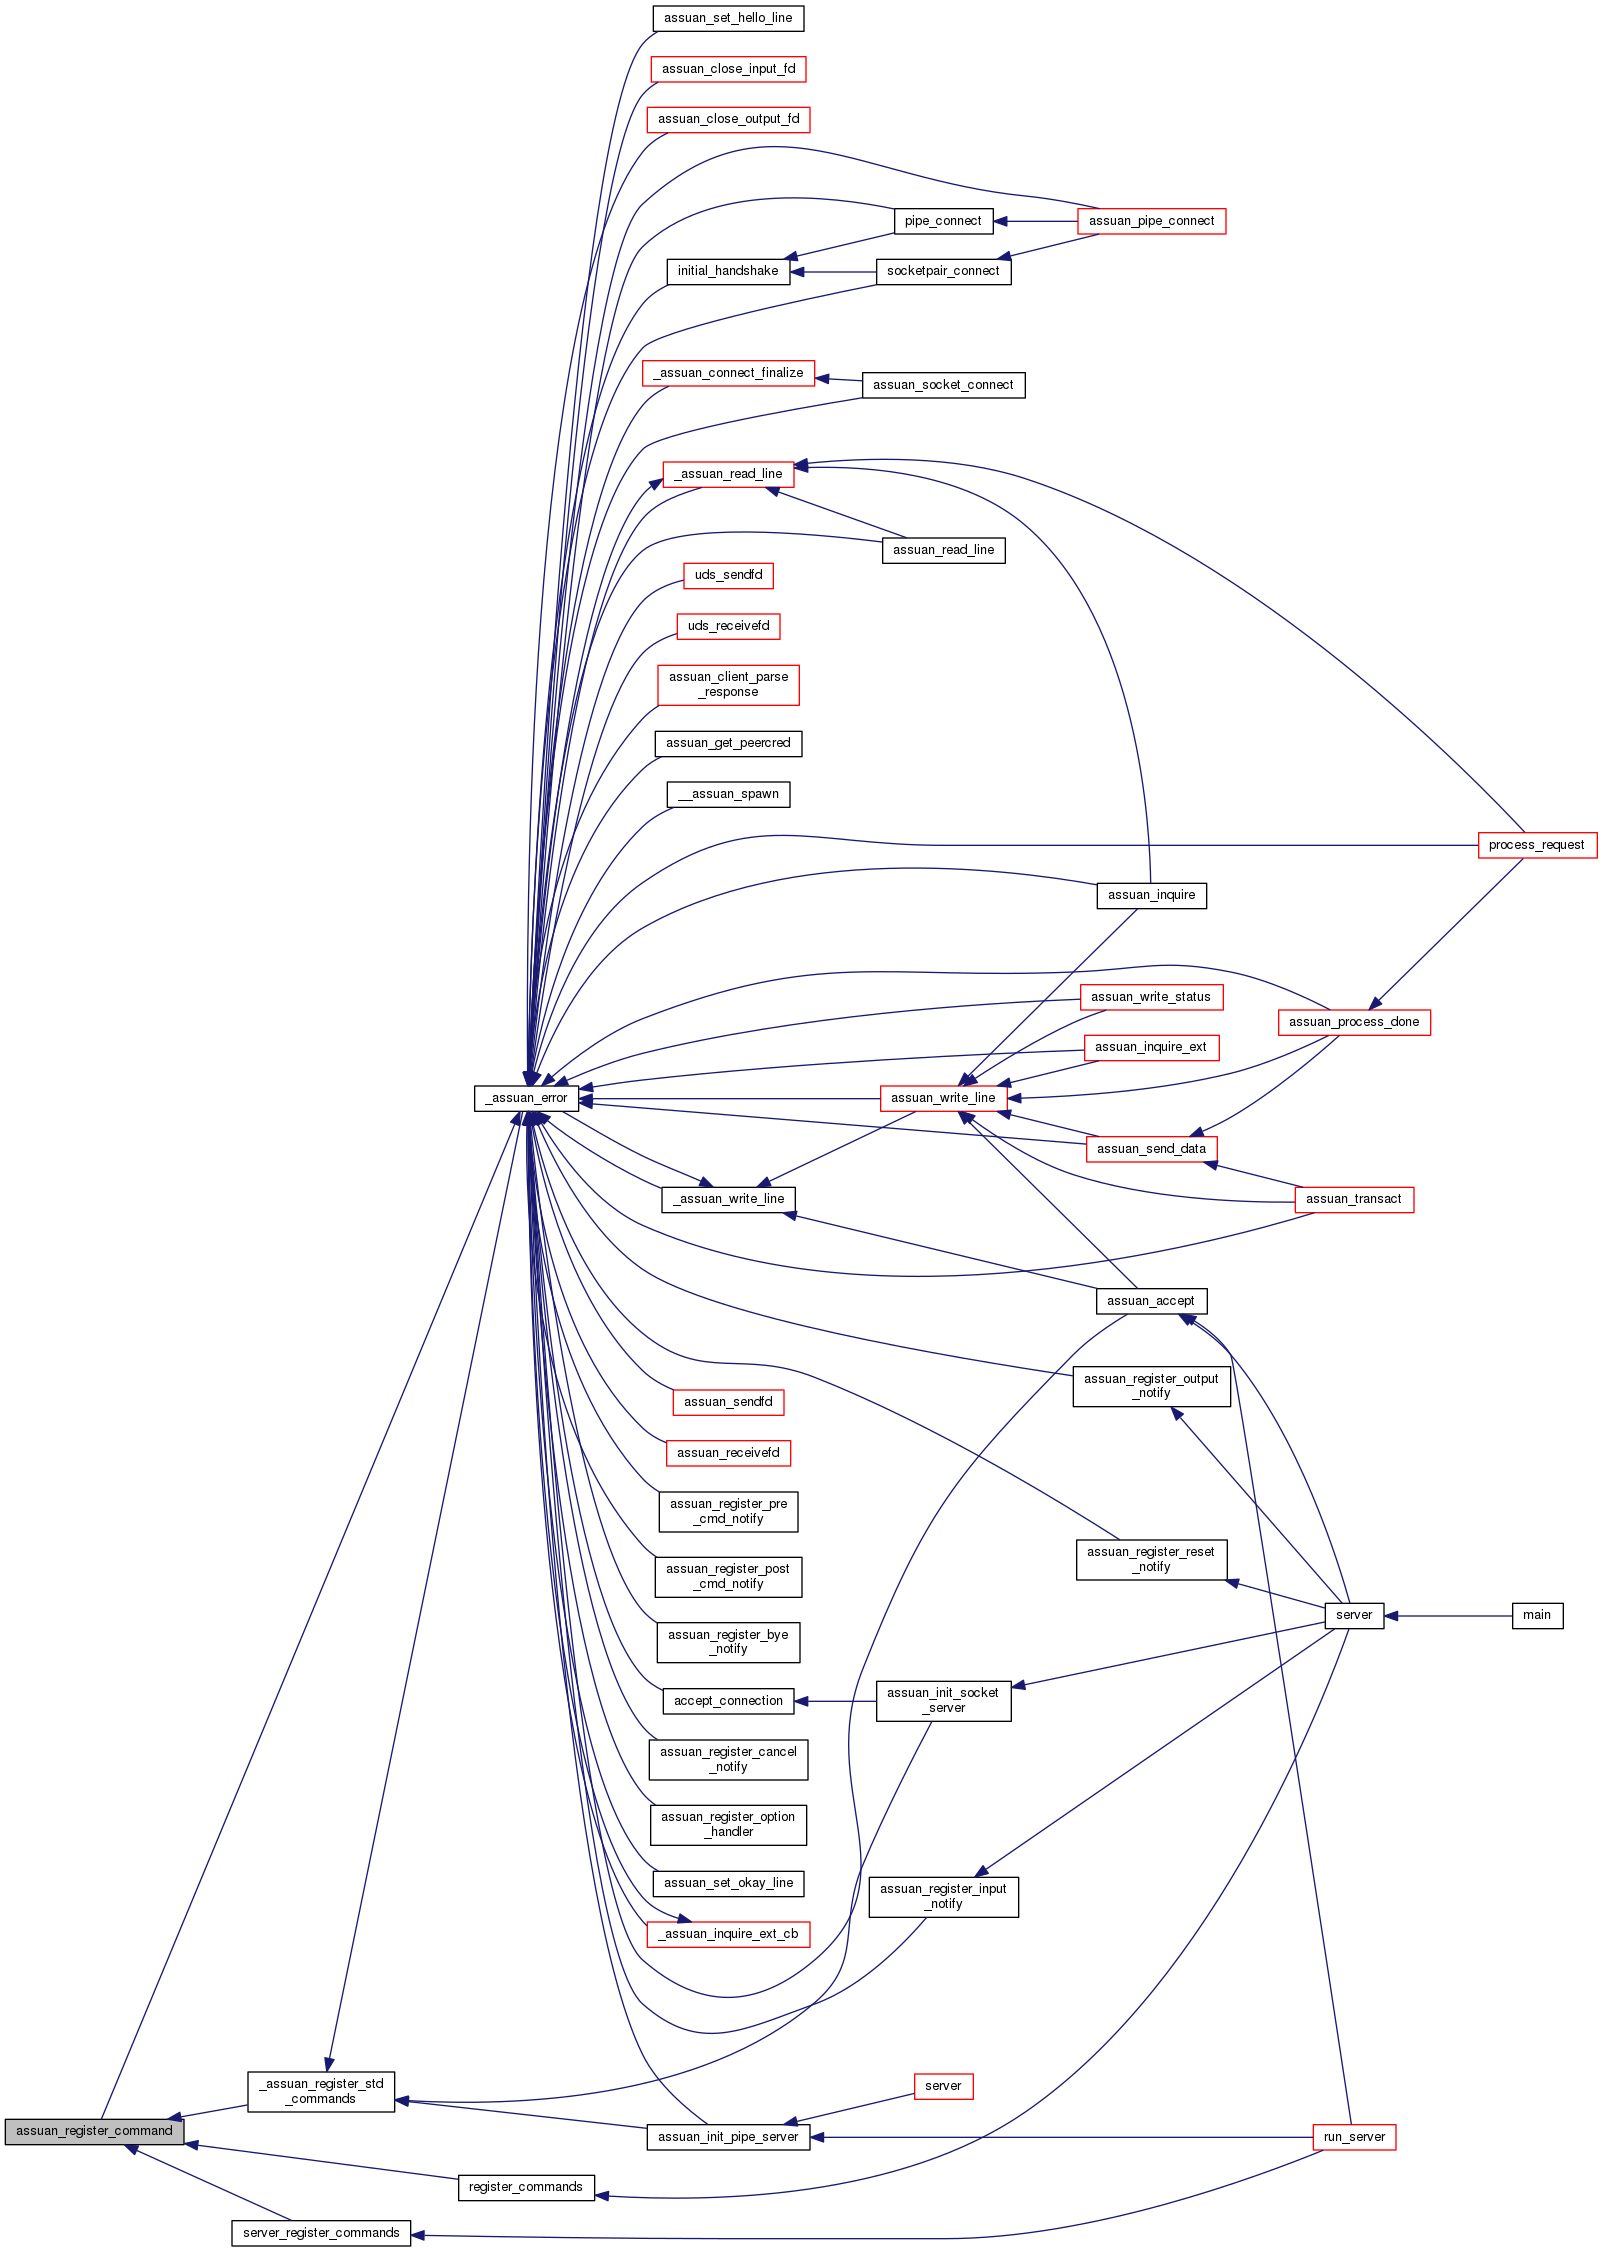 assuan_set_hello_line
assuan_close_input_fd
assuan_close_output_fd
pipe_connect
assuan_pipe_connect
initial_handshake
socketpair_connect
_assuan_connect_finalize
assuan_socket_connect
_assuan_read_line
assuan_read_line
uds_sendfd
uds_receivefd
assuan_client_parse
_response
assuan_get_peercred
__assuan_spawn
process_request
assuan_inquire
assuan_write_status
assuan_process_done
assuan_inquire_ext
_assuan_error
assuan_write_line
assuan_send_data
_assuan_write_line
assuan_transact
assuan_accept
assuan_register_output
_notify
assuan_sendfd
assuan_receivefd
assuan_register_pre
_cmd_notify
assuan_register_reset
_notify
assuan_register_post
_cmd_notify
server
main
assuan_register_bye
_notify
accept_connection
assuan_init_socket
_server
assuan_register_cancel
_notify
assuan_register_option
_handler
assuan_set_okay_line
assuan_register_input
_notify
_assuan_inquire_ext_cb
_assuan_register_std
_commands
server
assuan_register_command
assuan_init_pipe_server
run_server
register_commands
server_register_commands